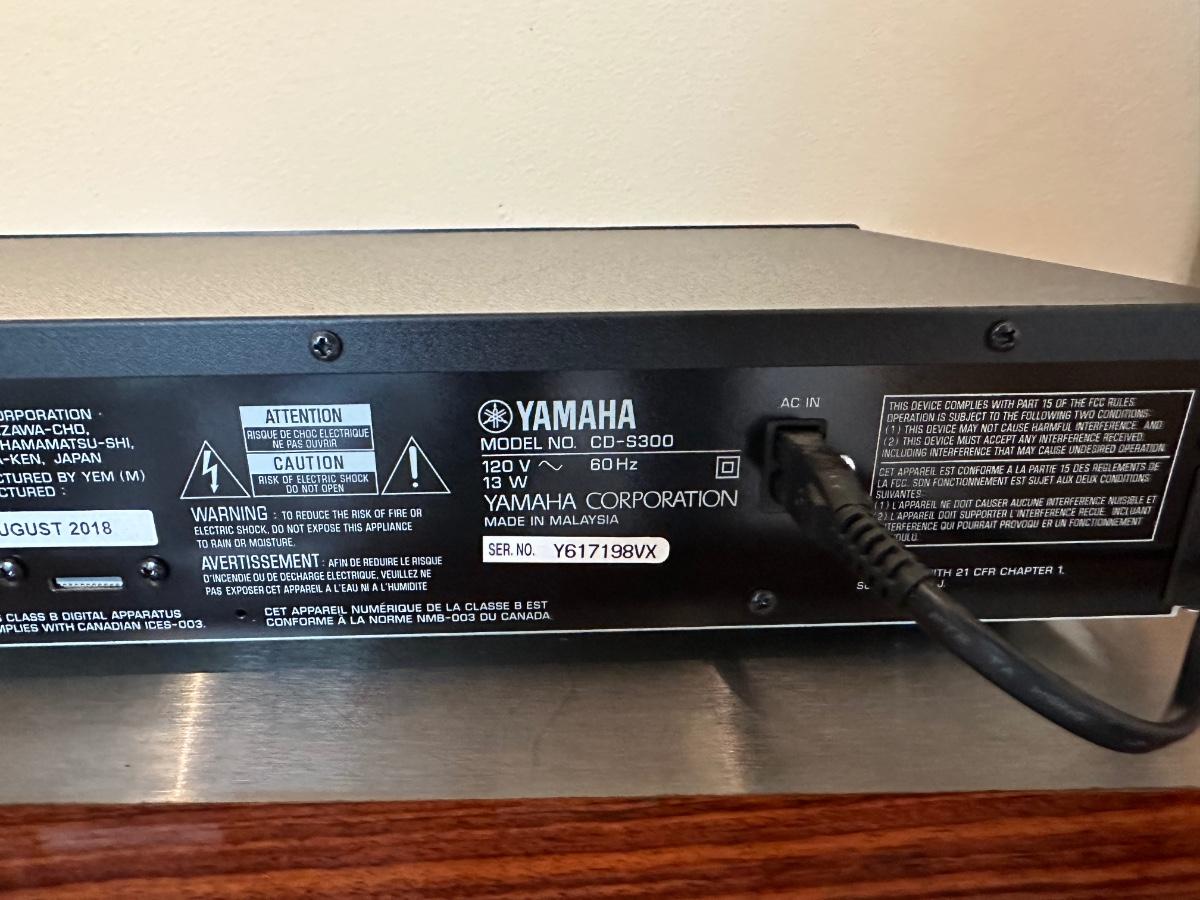 ORPORATION
ZAWA-CHO,
HAMAMATSU-SHI,
A-KEN, JAPAN
CTURED BY YEM (M)
CTURED :
UGUST 2018
S CLASS B DIGITAL APPARATUS
MPLIES WITH CANADIAN ICES-003.
ATTENTION
RISQUE DE CHOC ELECTRIQUE
NE PAS OUVRIR
CAUTION
RISK OF ELECTRIC SHOCK
DO NOT OPEN
WARNING : TO REDUCE THE RISK OF FIRE OR
ELECTRIC SHOCK, DO NOT EXPOSE THIS APPLIANCE
TO RAIN OR MOISTURE.
AVERTISSEMENT : AFIN DE REDUIRE LE RISQUE
D'INCENDIE OU DE DECHARGE ELECTRIQUE, VEUILLEZ NE
PAS EXPOSER CET APPAREIL A L'EAU NI A L'HUMIDITE
CET APPAREIL NUMÉRIQUE DE LA CLASSE B EST
CONFORME À LA NORME NMB-003 DU CANADA.
YAMAHA
MODEL NO. CD-S300
120 V ~ 60 Hz
13 W
YAMAHA CORPORATION
MADE IN MALAYSIA
SER. NO. Y617198VX
AC IN
THIS DEVICE COMPLIES WITH PART 15 OF THE FCC RULES.
OPERATION IS SUBJECT TO THE FOLLOWING TWO CONDITIONS:
(1) THIS DEVICE MAY NOT CAUSE HARMFUL INTERFERENCE, AND
(2) THIS DEVICE MUST ACCEPT ANY INTERFERENCE RECEIVED,
INCLUDING INTERFERENCE THAT MAY CAUSE UNDESIRED OPERATION.
CET APPAREIL EST CONFORME A LA PARTIE 15 DES REGLEMENTS DE
LA FCC. SON FONCTIONNEMENT EST SUJET AUX DEUX CONDITIONS
SUIVANTES:
(1) L'APPAREIL NE DOIT CAUSER AUCUNE INTERFERENCE NUISIBLE ET
2) L'APPAREIL DOIT SUPPORTER L'INTERFERENCE RECUE, INCLUANT
TERFERENCE QUI POURRAIT PROVOQU ER UN FONCTIONNEMENT
OULU.
ITH 21 CFR CHAPTER 1,
SU J.